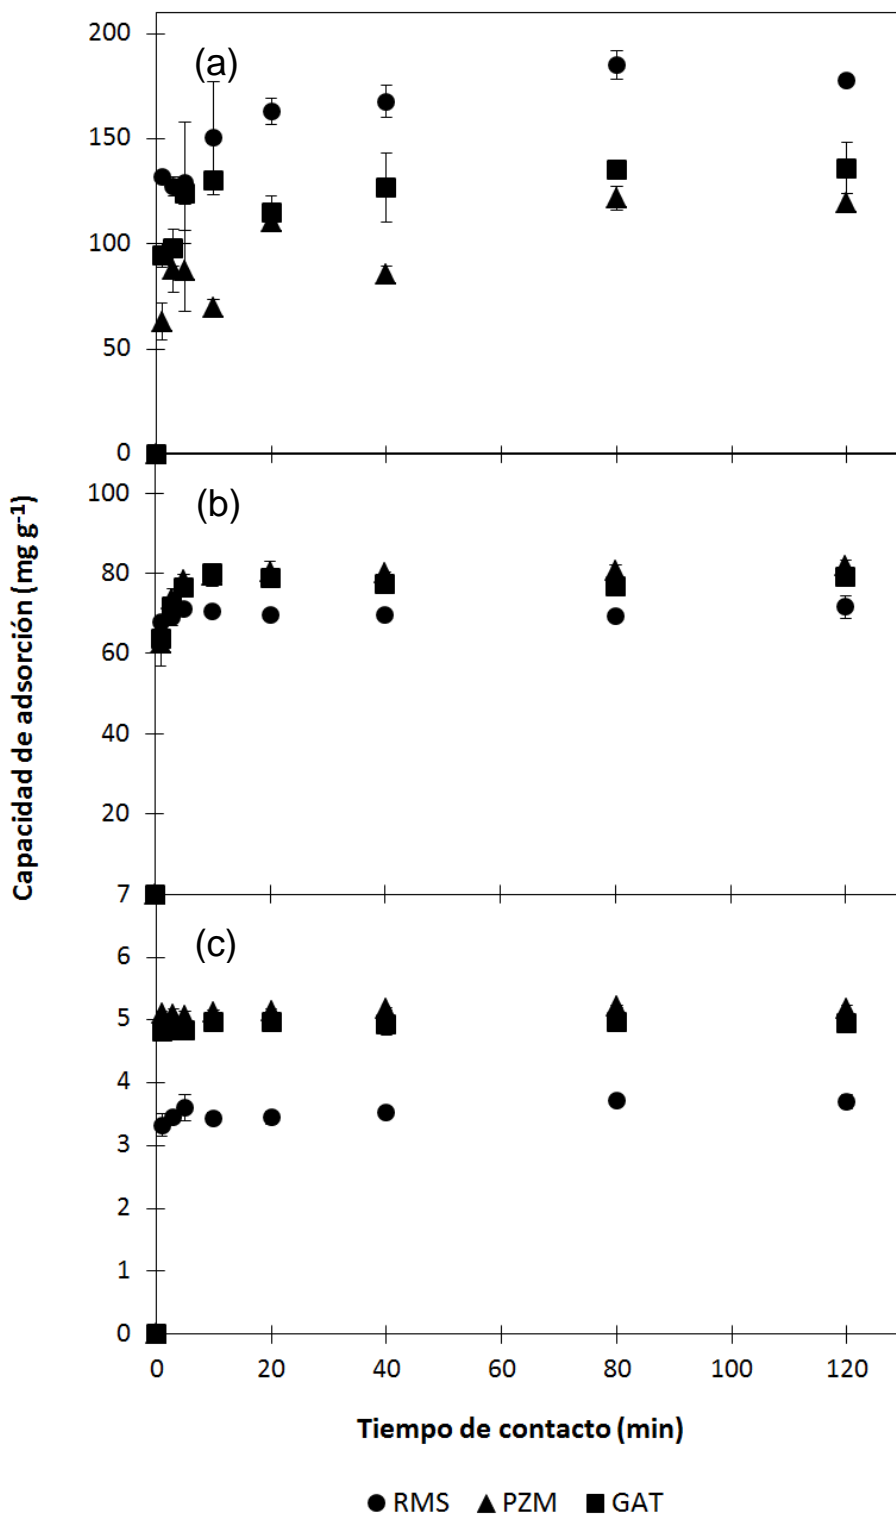 Capacidad de adsorción (mg g⁻¹)
(a)
200
150
100
50
0
(b)
100
80
60
40
20
7
(c)
6
5
4
3
2
1
0
0 20 40 60 80 100 120
Tiempo de contacto (min)
RMS PZM GAT